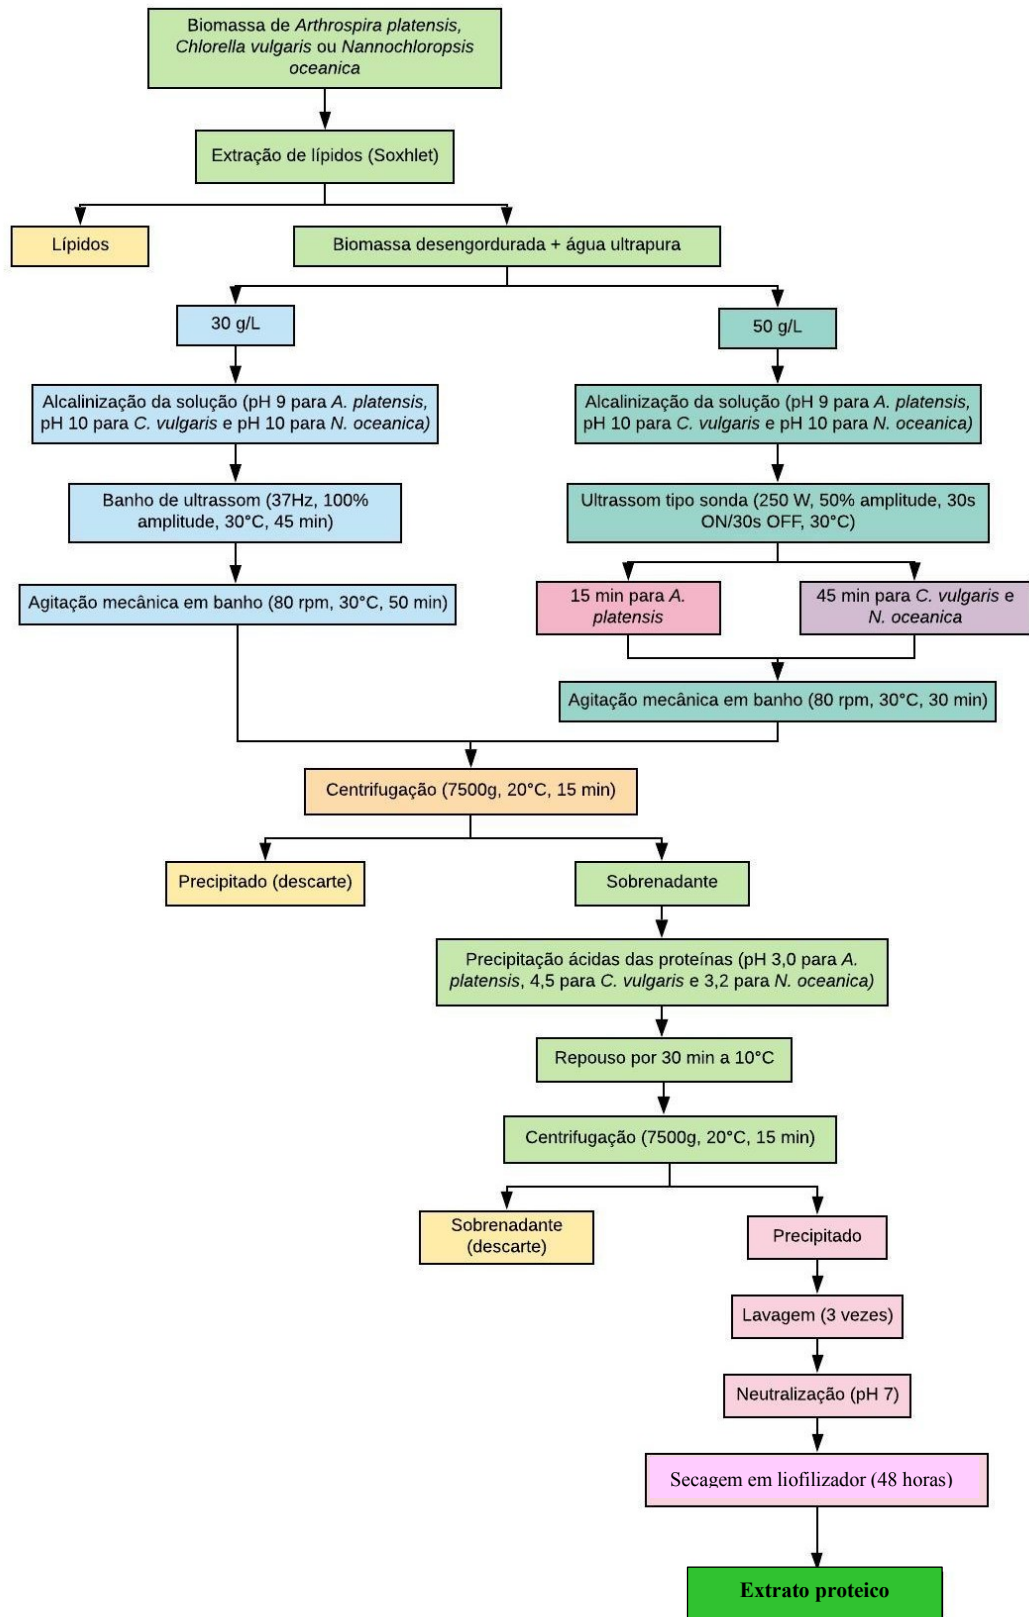 Biomassa de Arthrospira platensis,
Chlorella vulgaris ou Nannochloropsis
oceanica
Extração de lípidos (Soxhlet)
Lípidos
Biomassa desengordurada + água ultrapura
30 g/L
50 g/L
Alcalinização da solução (pH 9 para A. platensis,
pH 10 para C. vulgaris e pH 10 para N. oceanica)
Alcalinização da solução (pH 9 para A. platensis,
pH 10 para C. vulgaris e pH 10 para N. oceanica)
Banho de ultrassom (37Hz, 100%
amplitude, 30°C, 45 min)
Ultrassom tipo sonda (250 W, 50% amplitude, 30s
ON/30s OFF, 30°C)
Agitação mecânica em banho (80 rpm, 30°C, 50 min)
15 min para A.
platensis
45 min para C. vulgaris e
N. oceanica
Agitação mecânica em banho (80 rpm, 30°C, 30 min)
Centrifugação (7500g, 20°C, 15 min)
Precipitado (descarte)
Sobrenadante
Precipitação ácidas das proteínas (pH 3,0 para A.
platensis, 4,5 para C. vulgaris e 3,2 para N. oceanica)
Repouso por 30 min a 10°C
Centrifugação (7500g, 20°C, 15 min)
Sobrenadante
(descarte)
Precipitado
Lavagem (3 vezes)
Neutralização (pH 7)
Secagem em liofilizador (48 horas)
Extrato proteico